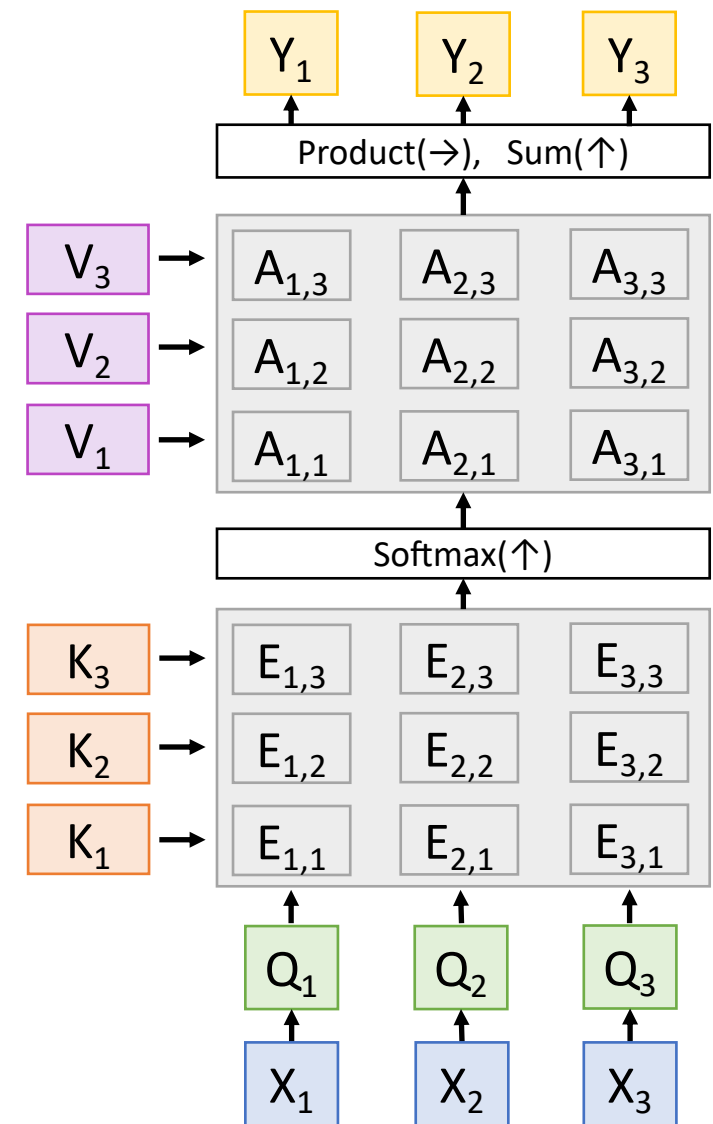 Y₁ Y₂ Y₃
Product(→), Sum(↑)
V₃ A₁,₃ A₂,₃ A₃,₃
V₂ A₁,₂ A₂,₂ A₃,₂
V₁ A₁,₁ A₂,₁ A₃,₁
Softmax(↑)
K₃ E₁,₃ E₂,₃ E₃,₃
K₂ E₁,₂ E₂,₂ E₃,₂
K₁ E₁,₁ E₂,₁ E₃,₁
Q₁ Q₂ Q₃
X₁ X₂ X₃